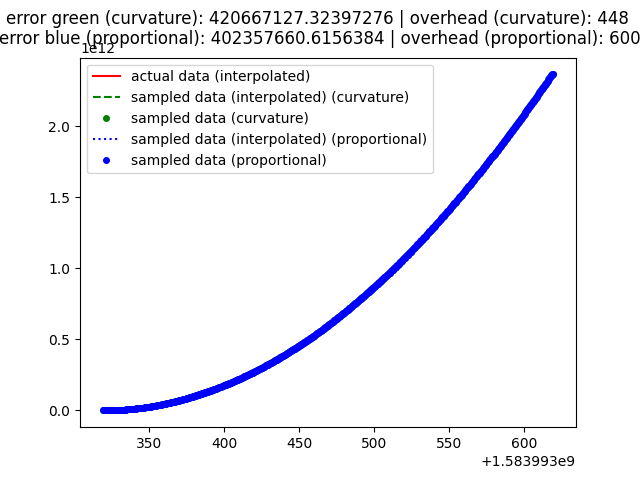 error green (curvature): 420667127.32397276 | overhead (curvature): 448
error blue (proportional): 402357660.6156384 | overhead (proportional): 600
1e12
actual data (interpolated)
sampled data (interpolated) (curvature)
sampled data (curvature)
sampled data (interpolated) (proportional)
sampled data (proportional)
2.0
1.5
1.0
0.5
0.0
350 400 450 500 550 600
+1.583993e9